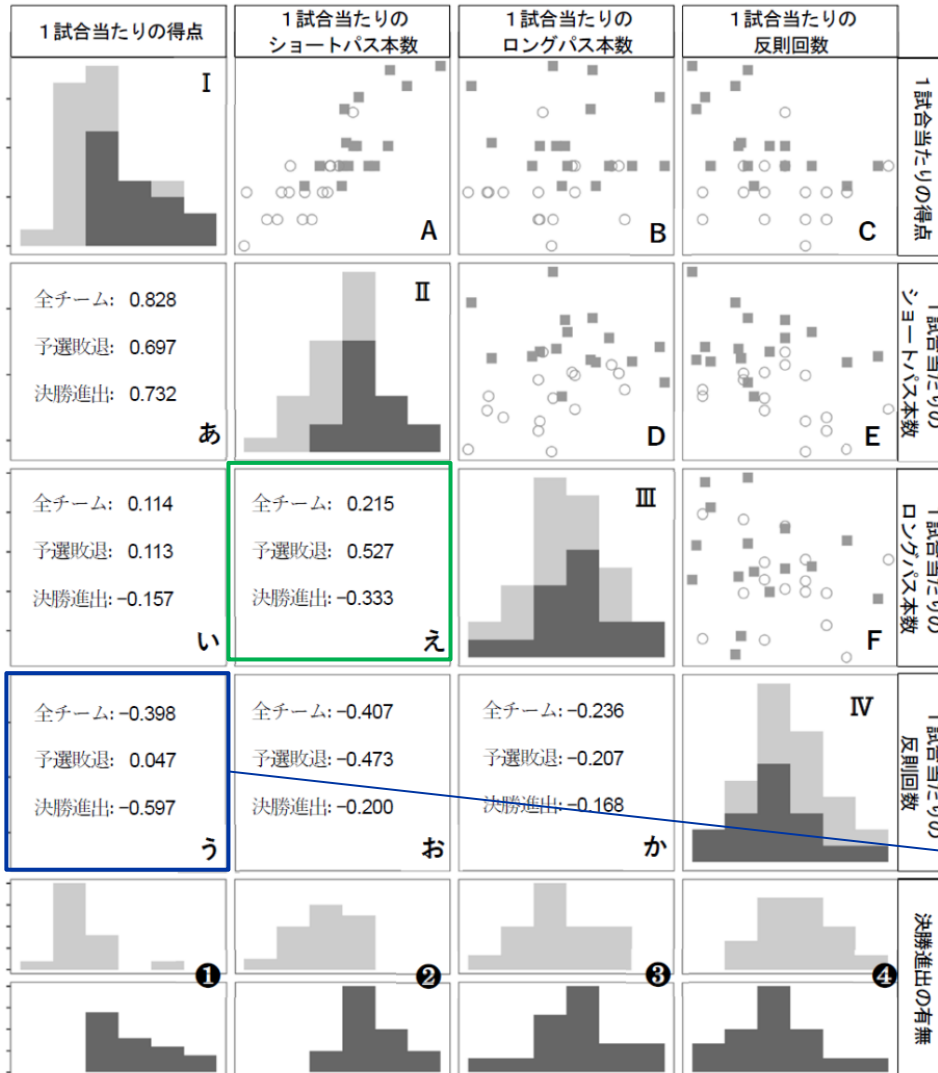 1試合当たりの得点
1試合当たりの
ショートパス本数
1試合当たりの
ロングパス本数
1試合当たりの
反則回数
Ⅰ
A
B
C
1試合当たりの得点
全チーム: 0.828
予選敗退: 0.697
決勝進出: 0.732
あ
Ⅱ
D
E
1試合当たりの
ショートパス本数
全チーム: 0.114
予選敗退: 0.113
決勝進出: −0.157
い
全チーム: 0.215
予選敗退: 0.527
決勝進出: −0.333
え
Ⅲ
F
1試合当たりの
ロングパス本数
全チーム: −0.398
予選敗退: 0.047
決勝進出: −0.597
う
全チーム: −0.407
予選敗退: −0.473
決勝進出: −0.200
お
全チーム: −0.236
予選敗退: −0.207
決勝進出: −0.168
か
Ⅳ
1試合当たりの
反則回数
❶
❷
❸
❹
決勝進出の有無